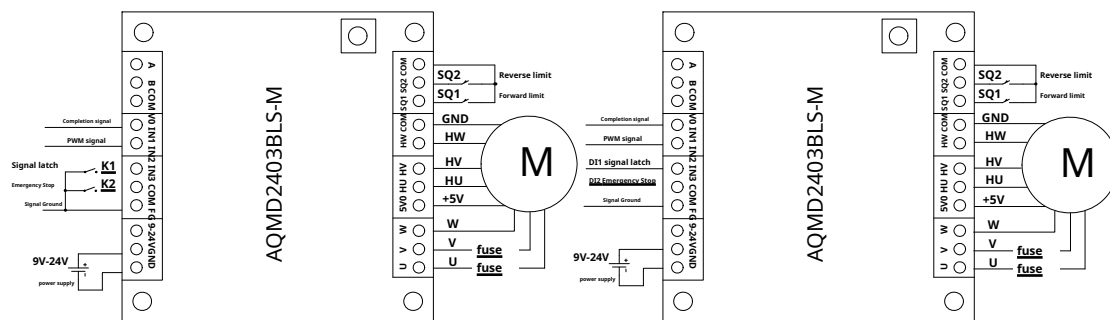 A
B
COM
V0
IN1
IN2
IN3
COM
FG
9-24V
GND
Completion signal
PWM signal
Signal latch
K1
Emergency Stop
K2
Signal Ground
9V-24V
+
-
power supply
AQMD2403BLS-M
COM
SQ2
SQ1
HW COM
HV
HU
5V0
W
V
U
SQ2
Reverse limit
SQ1
Forward limit
GND
HW
HV
HU
+5V
W
V fuse
U fuse
M
A
B
COM
V0
IN1
IN2
IN3
COM
FG
9-24V
GND
Completion signal
PWM signal
DI1 signal latch
DI2 Emergency Stop
Signal Ground
9V-24V
+
-
power supply
AQMD2403BLS-M
COM
SQ2
SQ1
HW COM
HV
HU
5V0
W
V
U
SQ2
Reverse limit
SQ1
Forward limit
GND
HW
HV
HU
+5V
W
V fuse
U fuse
M